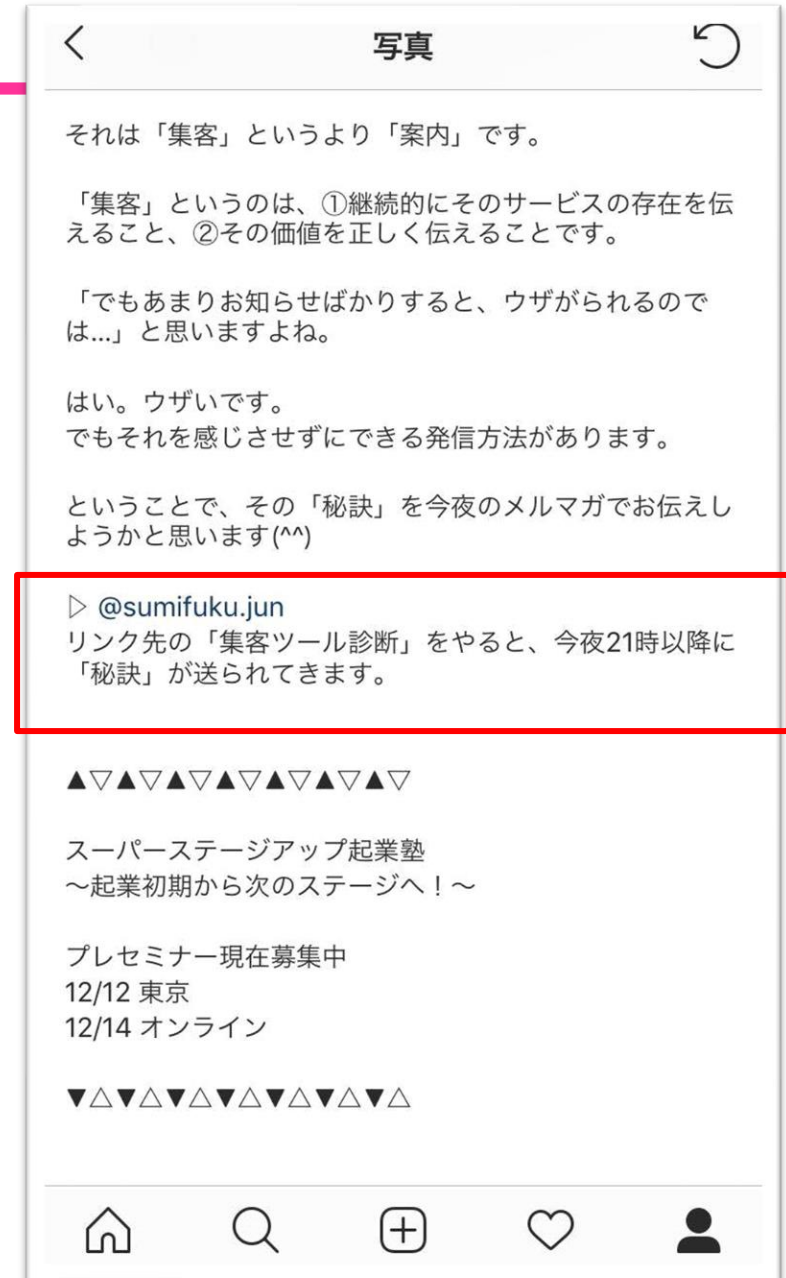 写真
それは「集客」というより「案内」です。
「集客」というのは、①継続的にそのサービスの存在を伝
えること、②その価値を正しく伝えることです。
「でもあまりお知らせばかりすると、ウザがられるので
は...」と思いますよね。
はい。ウザいです。
でもそれを感じさせずにできる発信方法があります。
ということで、その「秘訣」を今夜のメルマガでお伝えし
ようかと思います(^^)
▷ @sumifuku.jun
リンク先の「集客ツール診断」をやると、今夜21時以降に
「秘訣」が送られてきます。
▲▽▲▽▲▽▲▽▲▽▲▽▲▽
スーパーステージアップ起業塾
〜起業初期から次のステージへ！〜
プレセミナー現在募集中
12/12 東京
12/14 オンライン
▼△▼△▼△▼△▼△▼△▼△